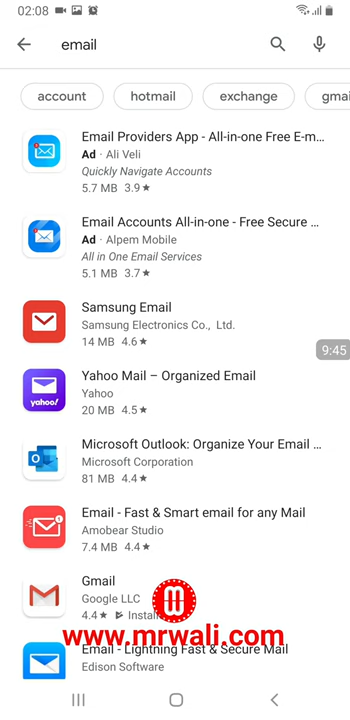 02:08
email
account hotmail exchange gmai
Email Providers App - All-in-one Free E-m...
Ad · Ali Veli
Quickly Navigate Accounts
5.7 MB 3.9★
Email Accounts All-in-one - Free Secure ...
Ad · Alpem Mobile
All in One Email Services
5.1 MB 3.7★
Samsung Email
Samsung Electronics Co., Ltd.
14 MB 4.6★
9:45
Yahoo Mail – Organized Email
Yahoo
20 MB 4.5★
yahoo!
Microsoft Outlook: Organize Your Email ...
Microsoft Corporation
81 MB 4.4★
Email - Fast & Smart email for any Mail
Amobear Studio
7.4 MB 4.4★
Gmail
Google LLC
4.4★ Install
www.mrwali.com
Email - Lightning Fast & Secure Mail
Edison Software